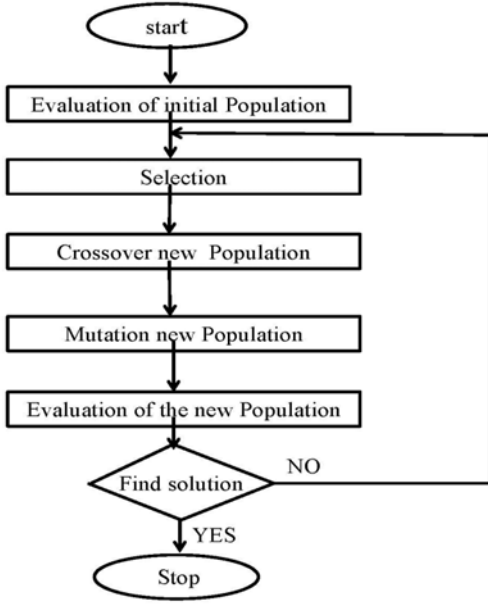 start
Evaluation of initial Population
Selection
Crossover new Population
Mutation new Population
Evaluation of the new Population
Find solution
NO
YES
Stop